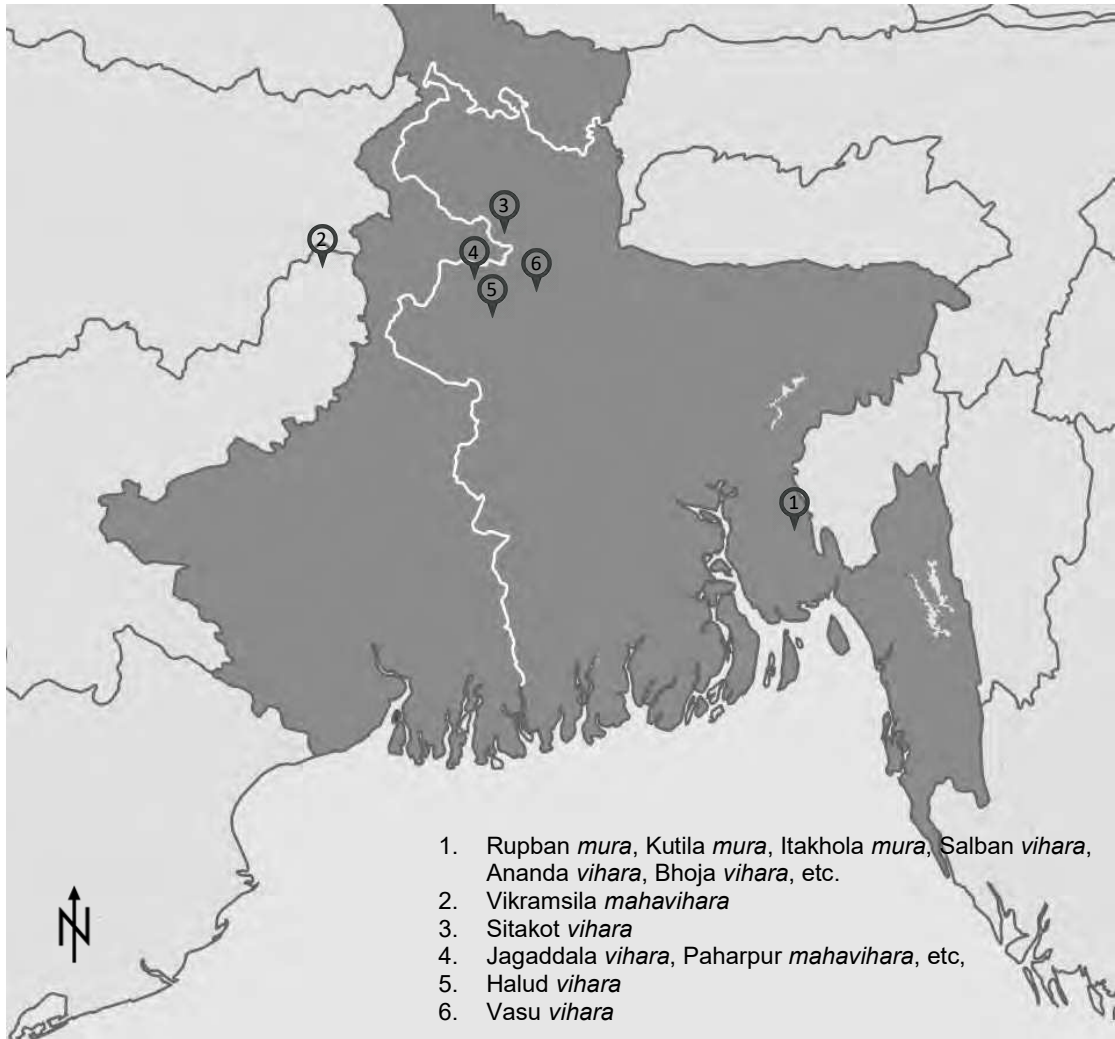 3
2
4
6
5
1
N
1. Rupban mura, Kutila mura, Itakhola mura, Salban vihara,
Ananda vihara, Bhoja vihara, etc.
2. Vikramsila mahavihara
3. Sitakot vihara
4. Jagaddala vihara, Paharpur mahavihara, etc,
5. Halud vihara
6. Vasu vihara